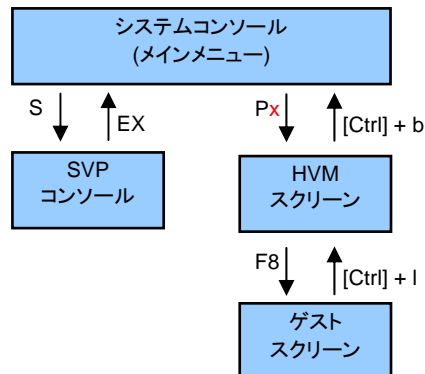 システムコンソール
(メインメニュー)
S
EX
Px
[Ctrl] + b
SVP
コンソール
HVM
スクリーン
F8
[Ctrl] + l
ゲスト
スクリーン